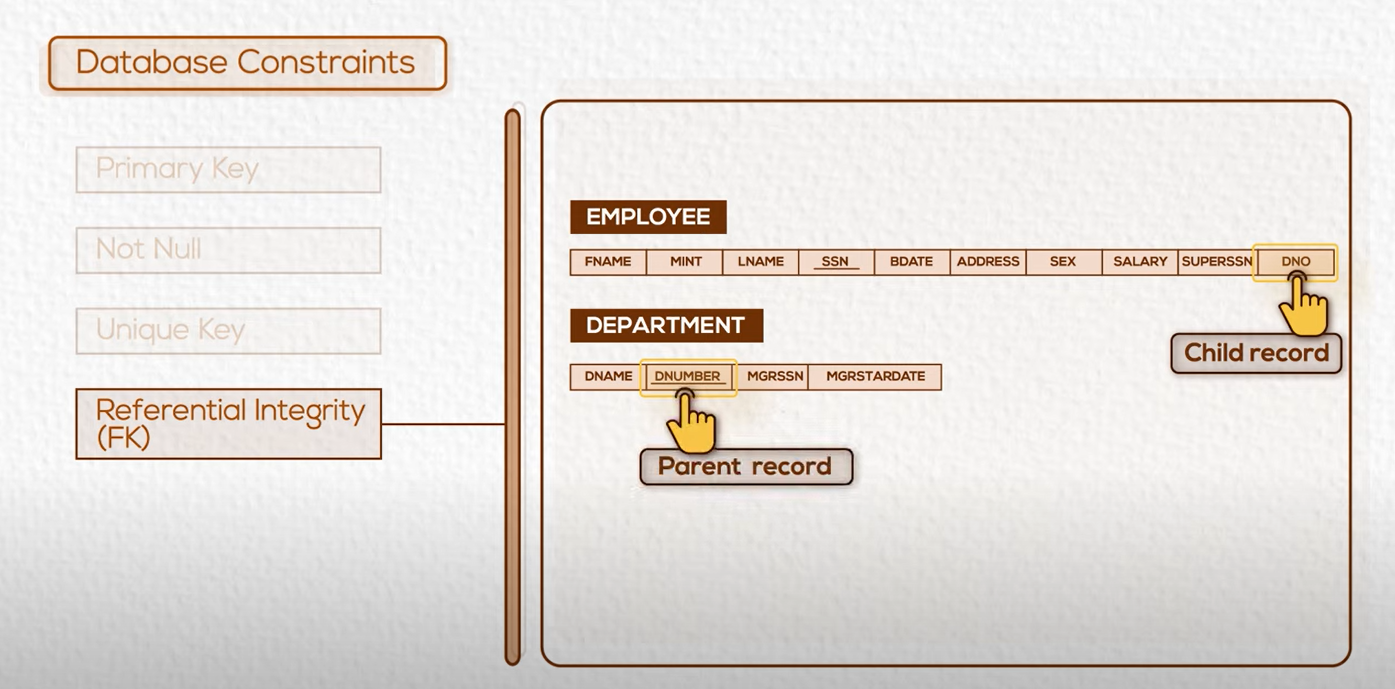 Database Constraints
Primary Key
Not Null
Unique Key
Referential Integrity
(FK)
EMPLOYEE
FNAME MINT LNAME SSN BDATE ADDRESS SEX SALARY SUPERSSN DNO
Child record
DEPARTMENT
DNAME DNUMBER MGRSSN MGRSTARDATE
Parent record